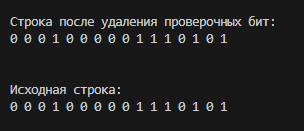 Строка после удаления проверочных бит:
0 0 0 1 0 0 0 0 0 1 1 1 0 1 0 1
Исходная строка:
0 0 0 1 0 0 0 0 0 1 1 1 0 1 0 1